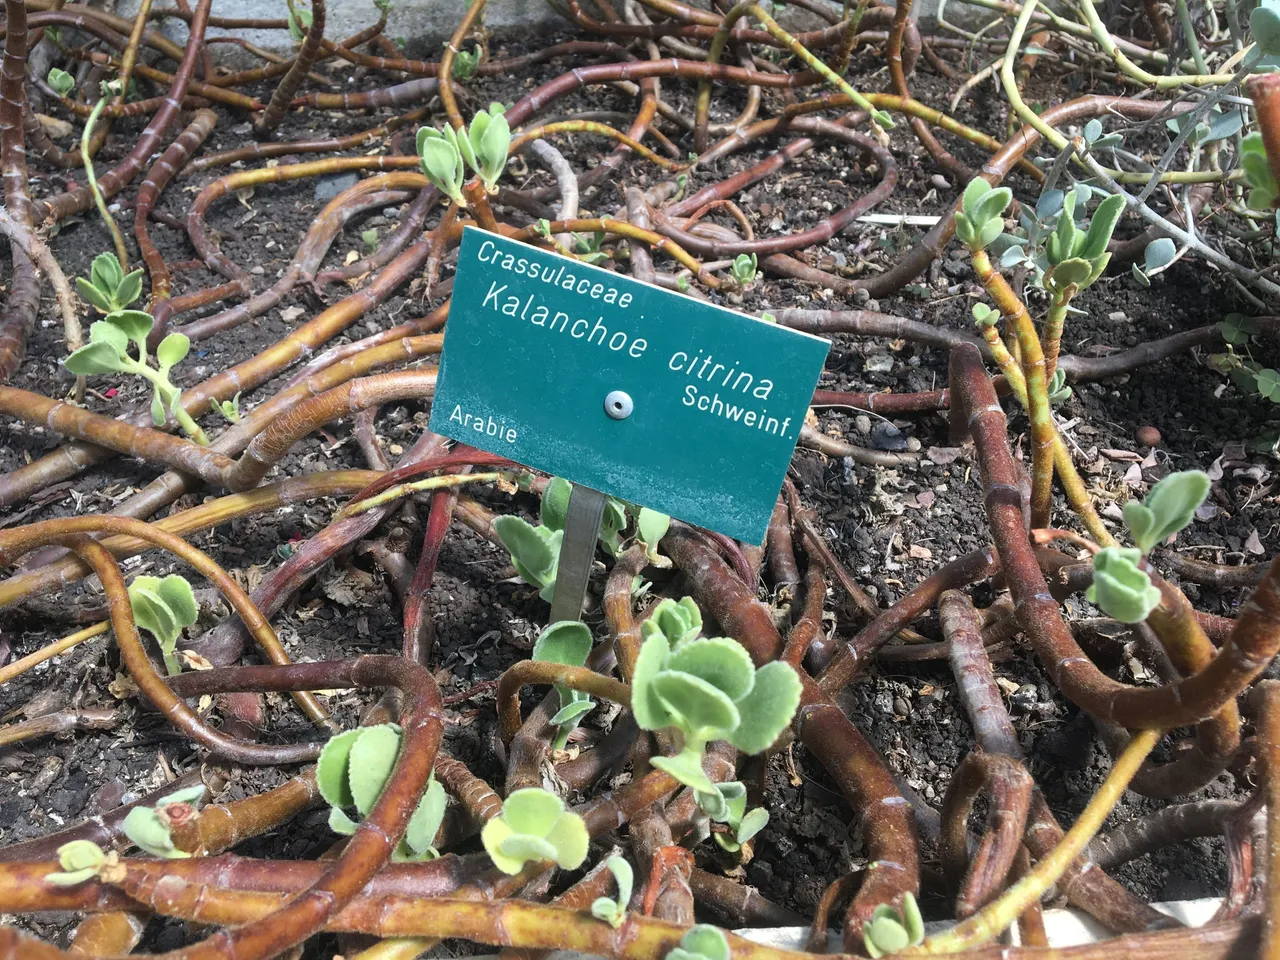 Crassulaceae
Kalanchoe citrina
Schweinf.
Arabie